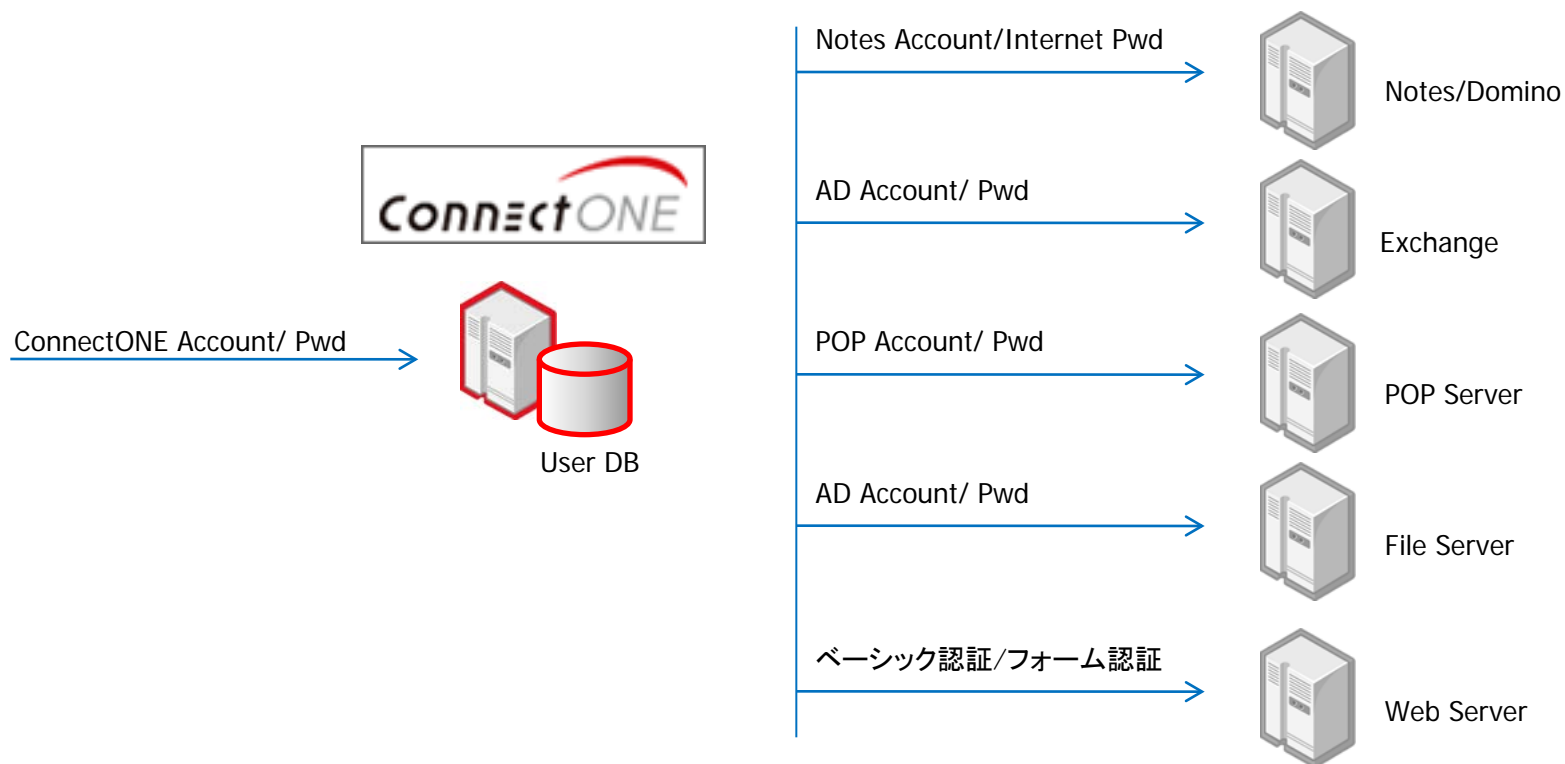 Notes Account/Internet Pwd
Notes/Domino
ConnectONE
AD Account/ Pwd
Exchange
ConnectONE Account/ Pwd
POP Account/ Pwd
POP Server
User DB
AD Account/ Pwd
File Server
ベーシック認証/フォーム認証
Web Server